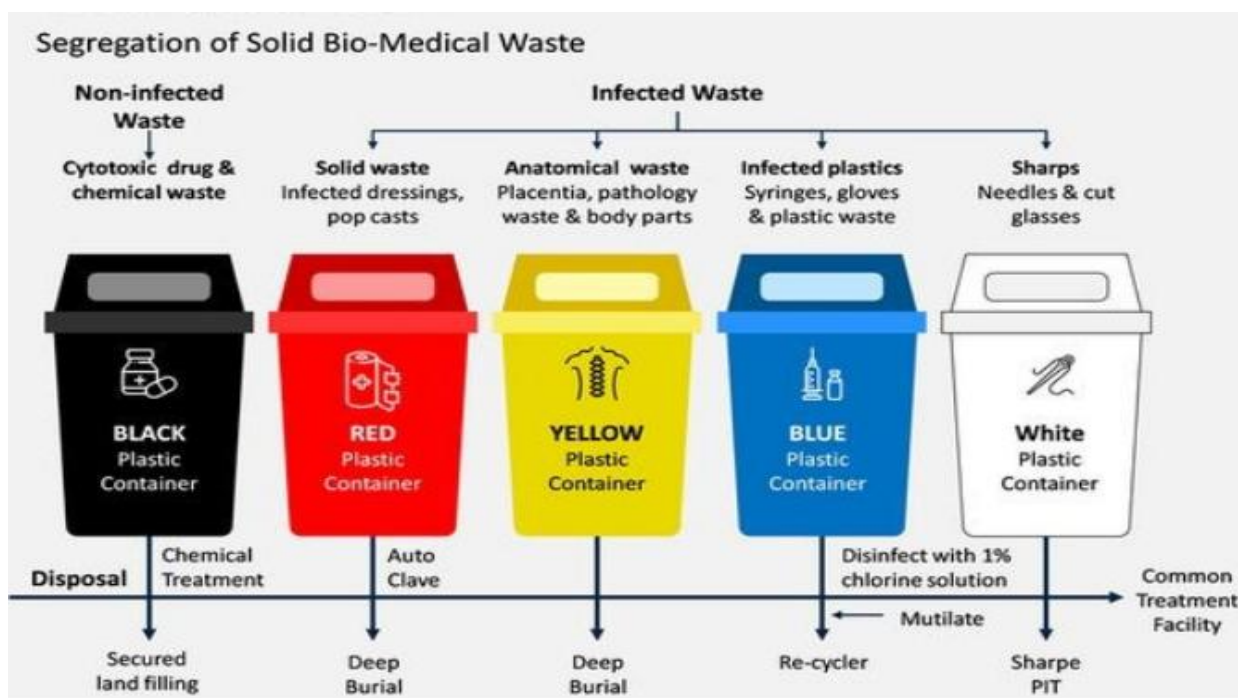 Segregation of Solid Bio-Medical Waste
Non-infected
Waste
Infected Waste
Cytotoxic drug &
chemical waste
Solid waste
Infected dressings,
pop casts
Anatomical waste
Placentia, pathology
waste & body parts
Infected plastics
Syringes, gloves
& plastic waste
Sharps
Needles & cut
glasses
BLACK
Plastic
Container
RED
Plastic
Container
YELLOW
Plastic
Container
BLUE
Plastic
Container
White
Plastic
Container
Disposal
Chemical
Treatment
Auto
Clave
Disinfect with 1%
chlorine solution
Mutilate
Common
Treatment
Facility
Secured
land filling
Deep
Burial
Deep
Burial
Re-cycler
Sharpe
PIT